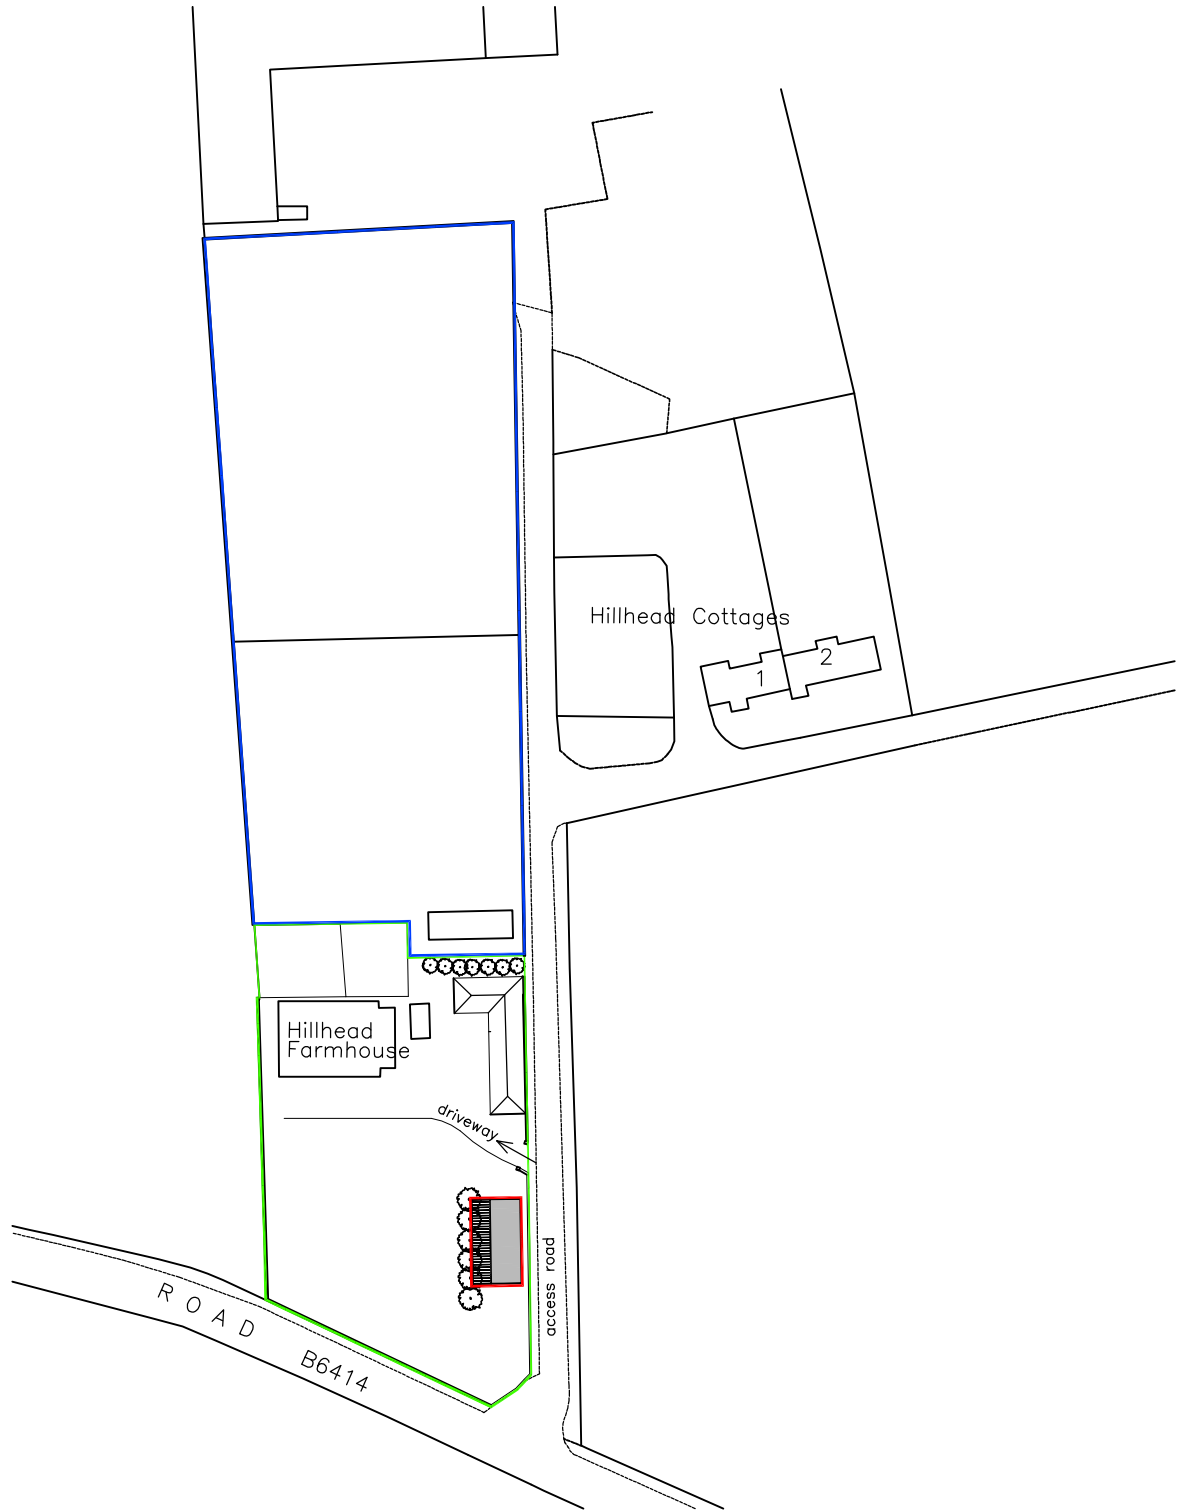 Hillhead Cottages
1
2
Hillhead
Farmhouse
driveway
access road
ROAD B6414